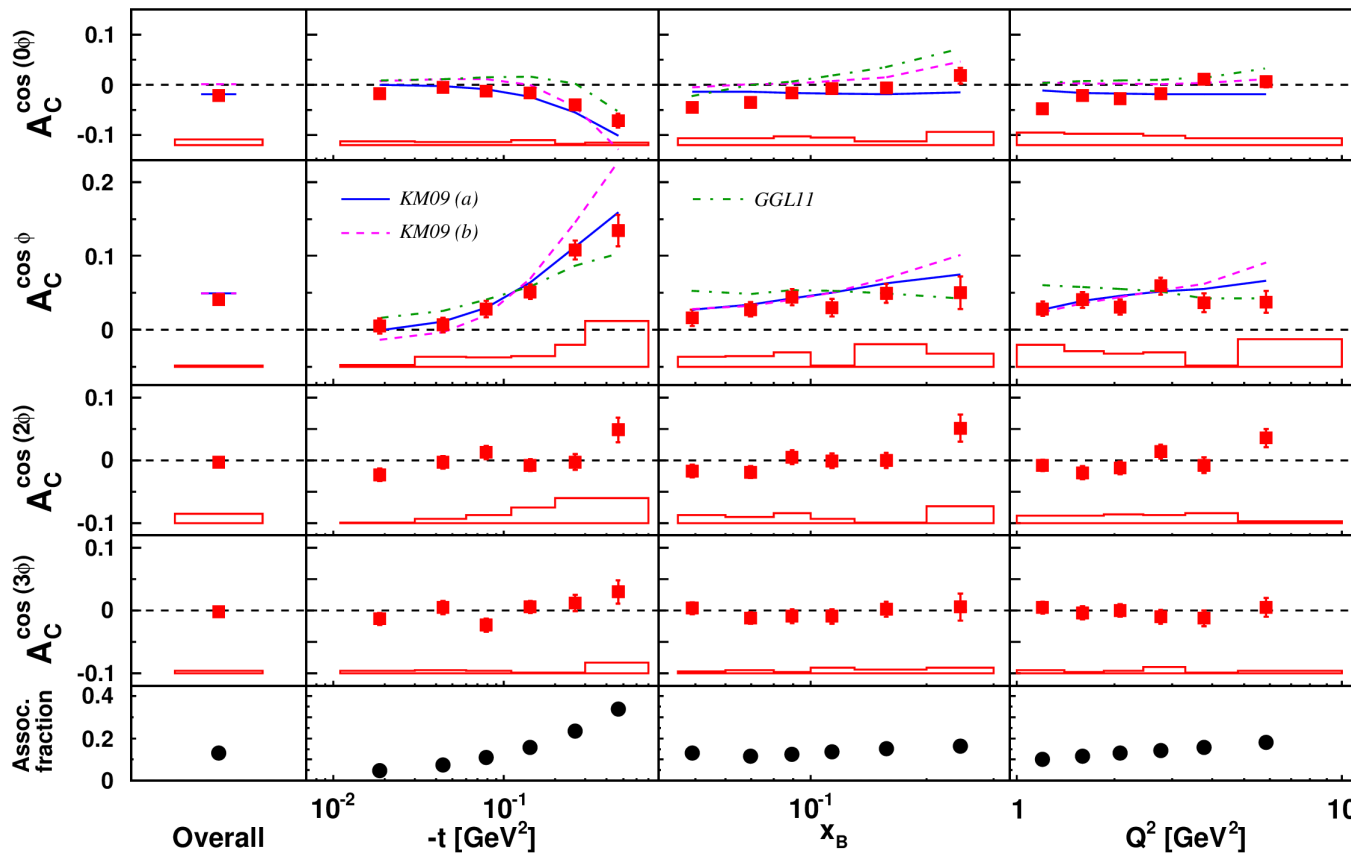 A_C^cos (0φ)
0.1
0
-0.1
A_C^cos φ
0.2
0.1
0
KM09 (a)
KM09 (b)
GGL11
A_C^cos (2φ)
0.1
0
-0.1
A_C^cos (3φ)
0.1
0
-0.1
Assoc. fraction
0.4
0.2
0
10^-2 10^-1 10^-1 1 10
Overall -t [GeV^2] x_B Q^2 [GeV^2]